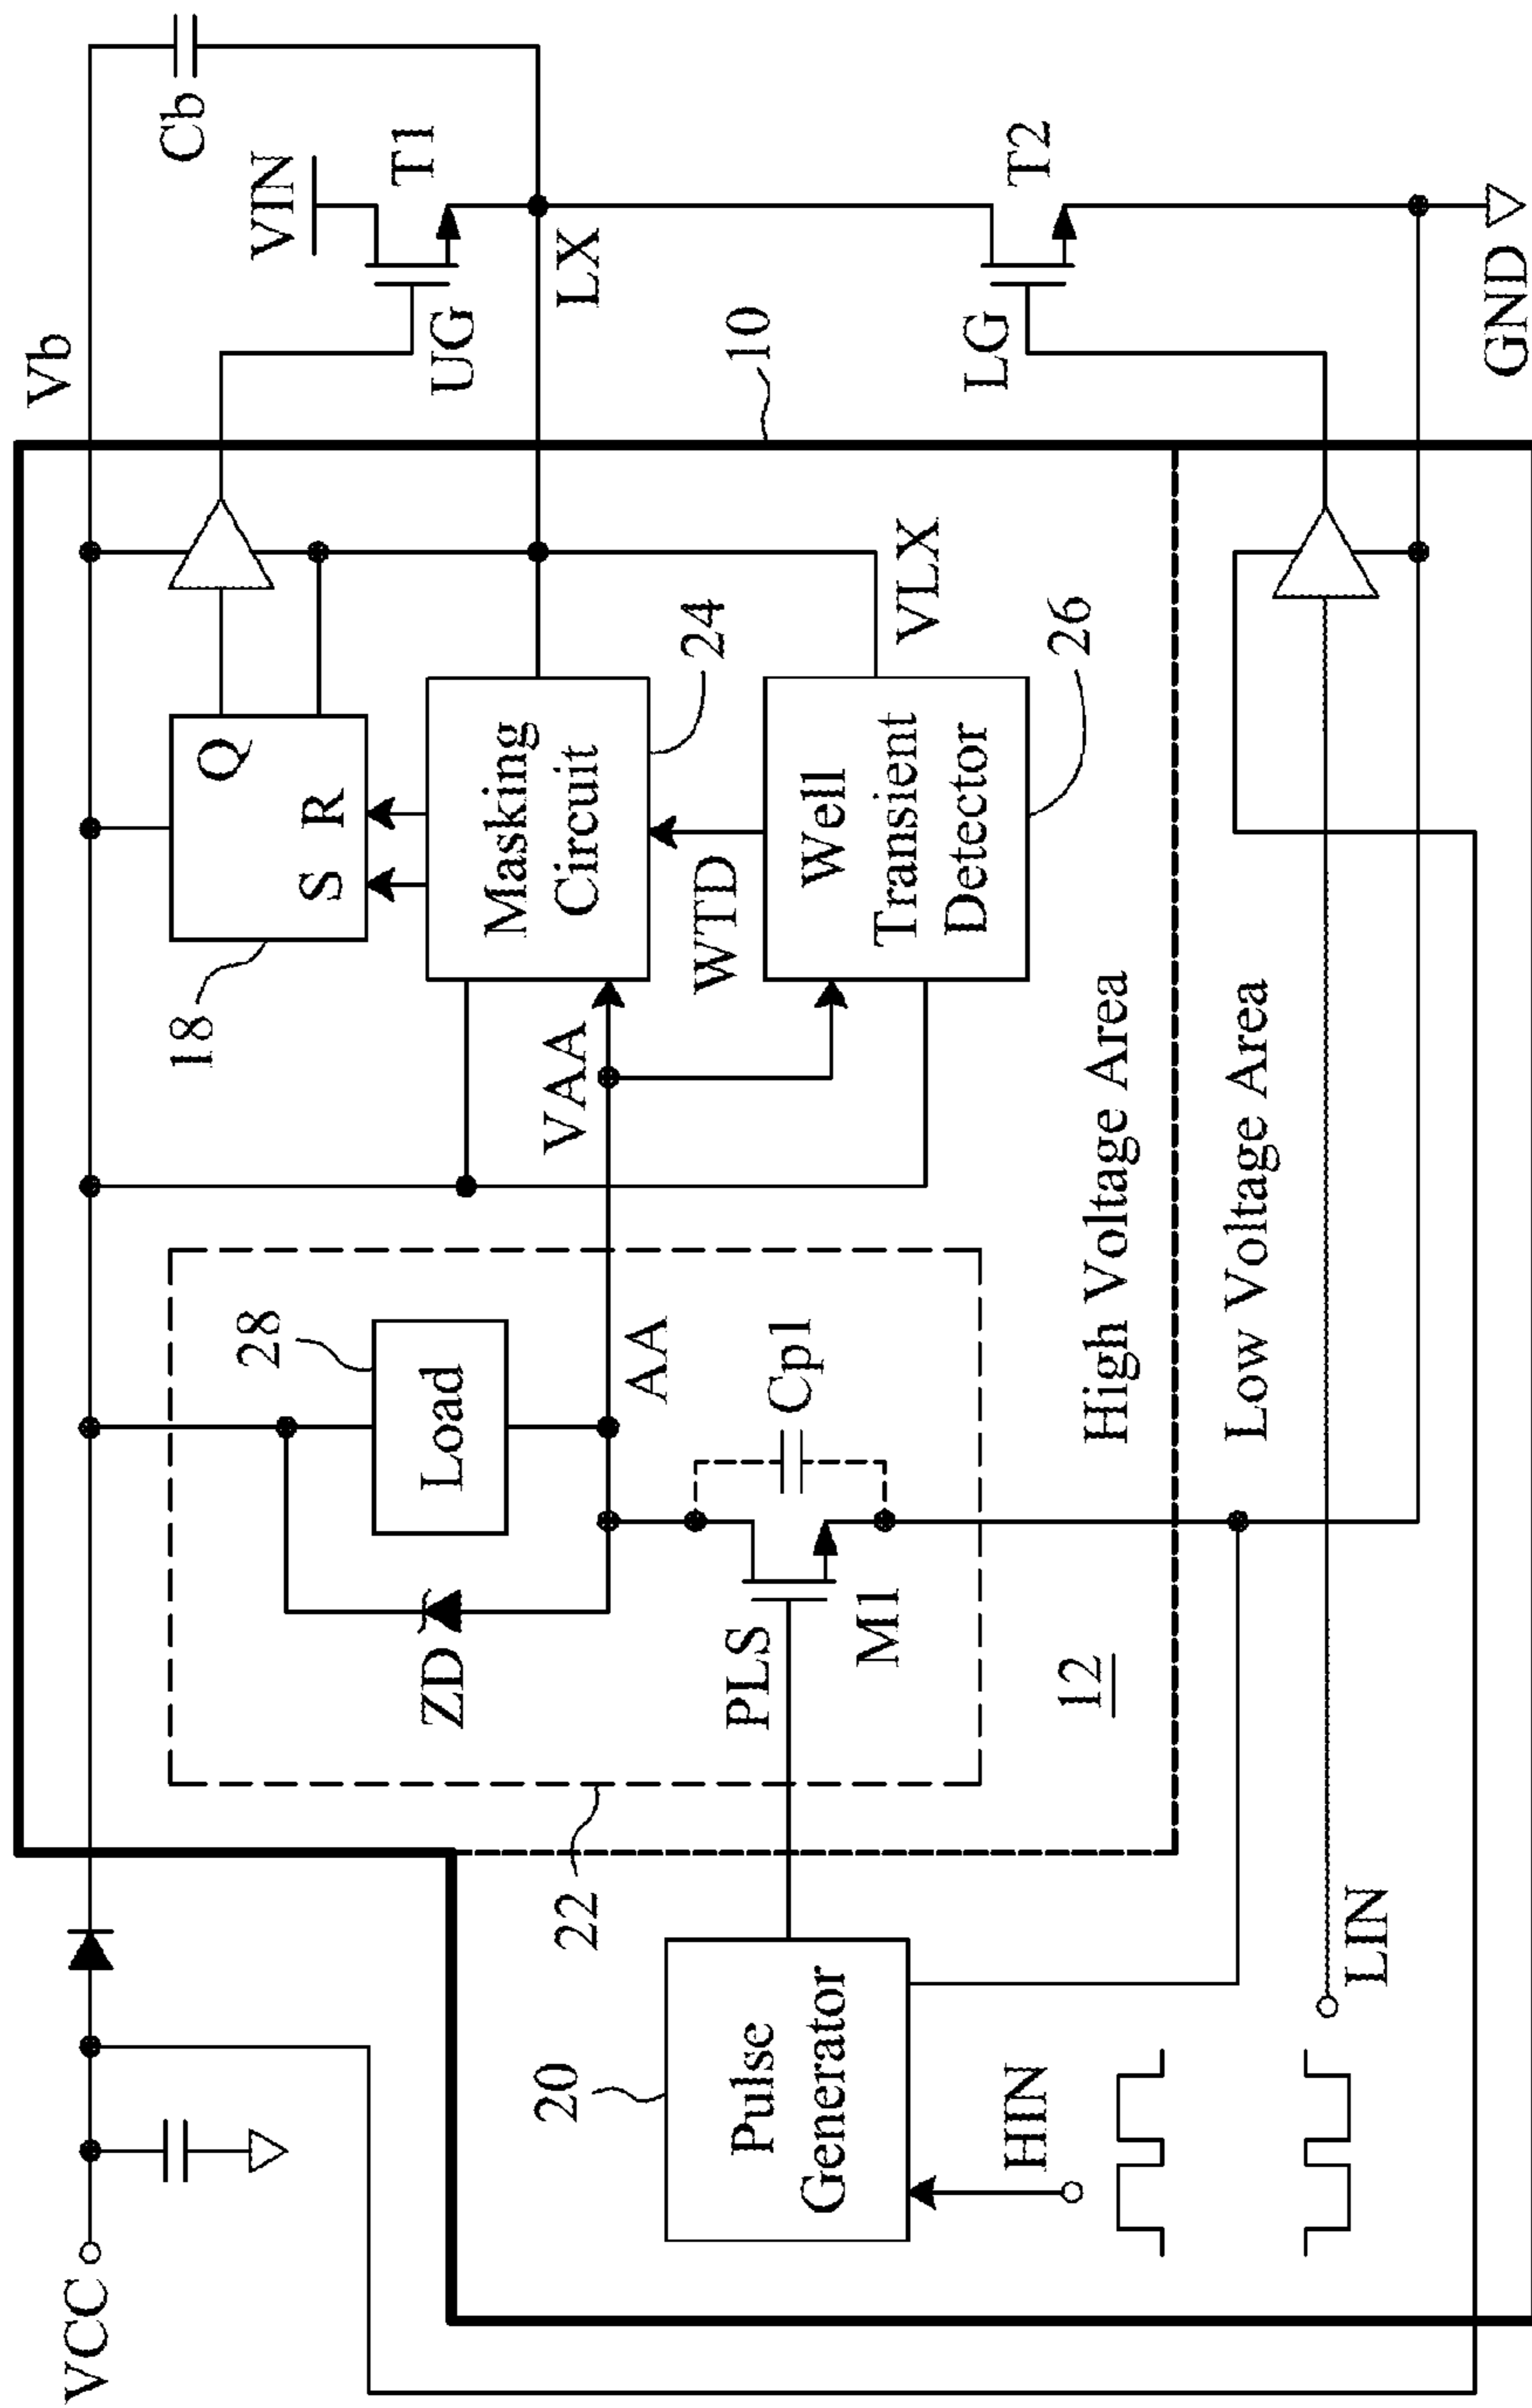 VCC
Vb
Cb
VIN
T1
UG
LX
10
T2
LG
GND
18
Q
S
R
Masking
Circuit
24
VAA
WTD
Well
Transient
Detector
VLX
26
28
Load
AA
ZD
Cp1
PLS
M1
22
12
High Voltage Area
Low Voltage Area
20
Pulse
Generator
HIN
LIN